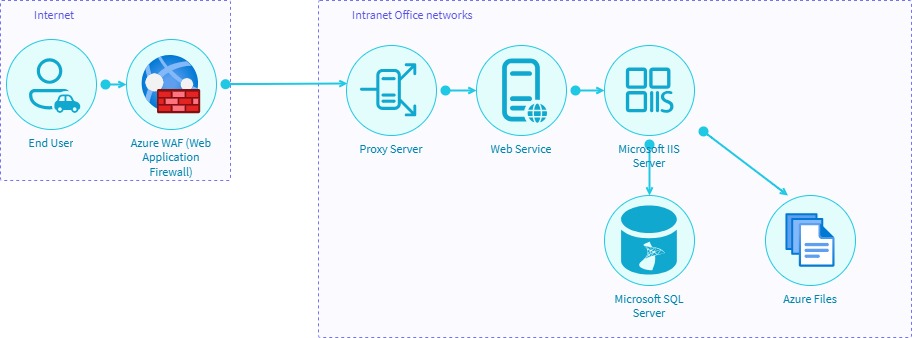 Internet
Intranet Office networks
End User
Azure WAF (Web
Application
Firewall)
Proxy Server
Web Service
IIS
Microsoft IIS
Server
Microsoft SQL
Server
Azure Files